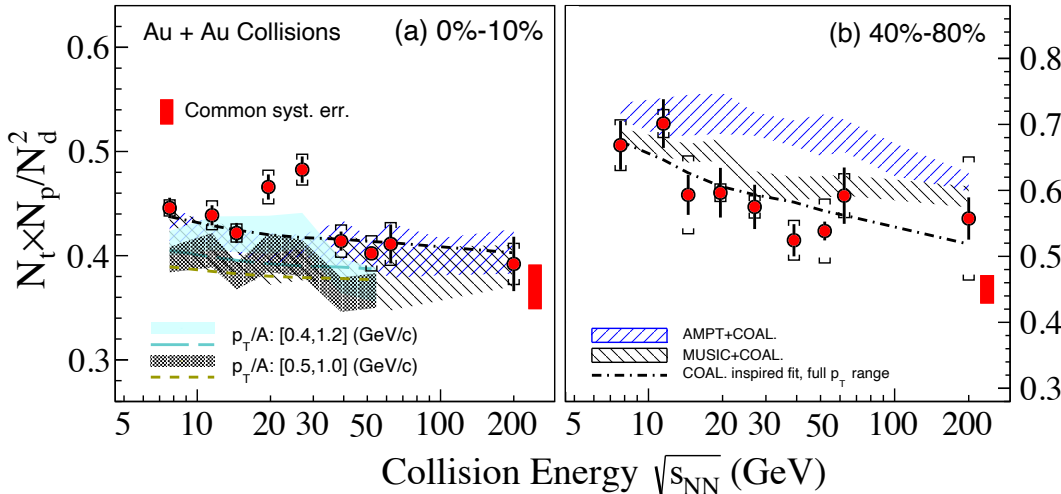 Au + Au Collisions
(a) 0%-10%
(b) 40%-80%
Common syst. err.
N_t×N_p/N_d^2
0.6
0.5
0.4
0.3
0.8
0.7
0.6
0.5
0.4
0.3
p_T/A: [0.4,1.2] (GeV/c)
p_T/A: [0.5,1.0] (GeV/c)
AMPT+COAL.
MUSIC+COAL.
COAL. inspired fit, full p_T range
5 10 20 30 100 200
5 10 20 30 100 200
Collision Energy √s_NN (GeV)